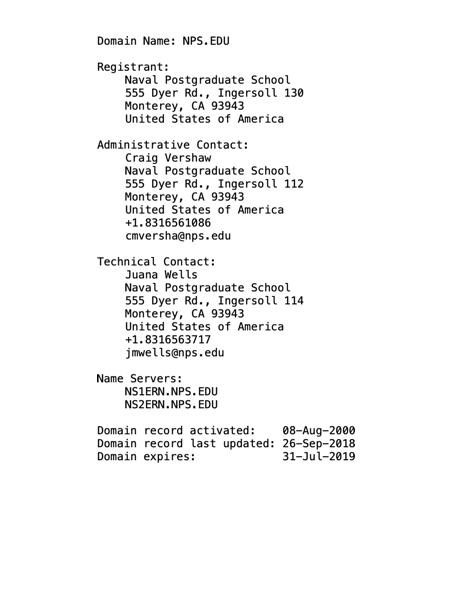 Domain Name: NPS.EDU
Registrant:
Naval Postgraduate School
555 Dyer Rd., Ingersoll 130
Monterey, CA 93943
United States of America
Administrative Contact:
Craig Vershaw
Naval Postgraduate School
555 Dyer Rd., Ingersoll 112
Monterey, CA 93943
United States of America
+1.8316561086
cmversha@nps.edu
Technical Contact:
Juana Wells
Naval Postgraduate School
555 Dyer Rd., Ingersoll 114
Monterey, CA 93943
United States of America
+1.8316563717
jmwells@nps.edu
Name Servers:
NS1ERN.NPS.EDU
NS2ERN.NPS.EDU
Domain record activated: 08-Aug-2000
Domain record last updated: 26-Sep-2018
Domain expires: 31-Jul-2019